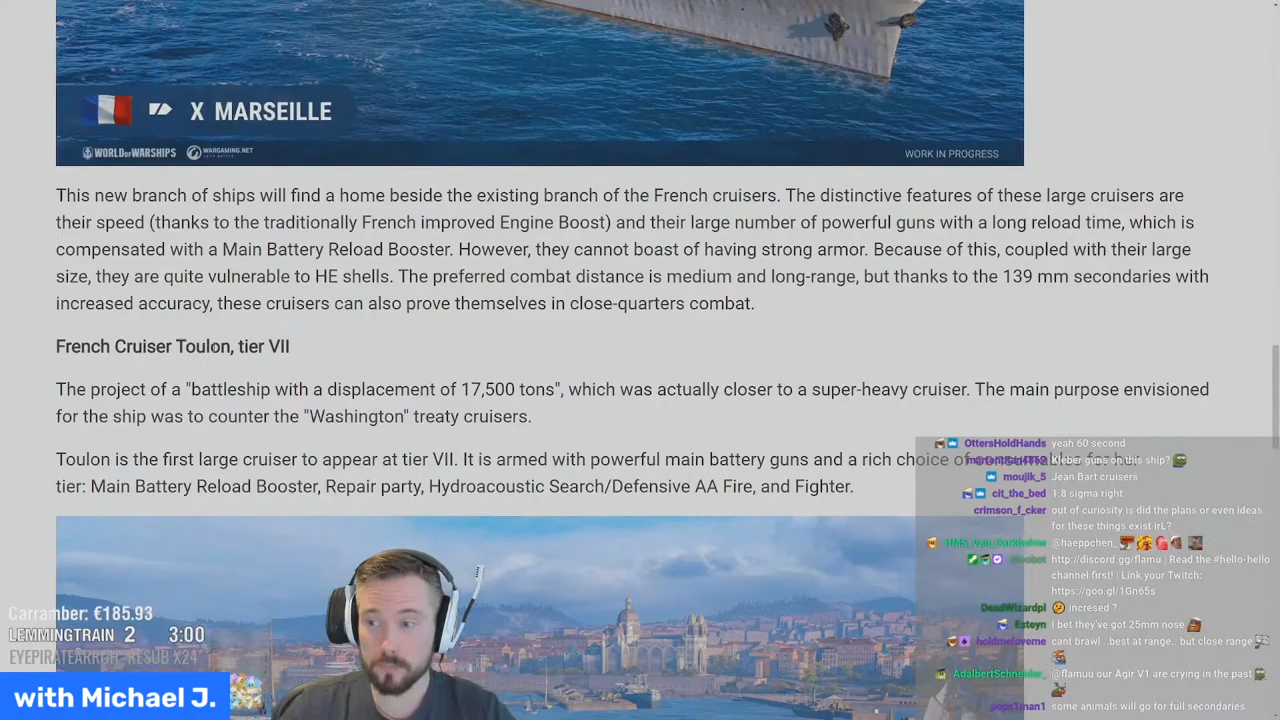 X MARSEILLE
WORLD OF WARSHIPS WARGAMING.NET
WORK IN PROGRESS
This new branch of ships will find a home beside the existing branch of the French cruisers. The distinctive features of these large cruisers are
their speed (thanks to the traditionally French improved Engine Boost) and their large number of powerful guns with a long reload time, which is
compensated with a Main Battery Reload Booster. However, they cannot boast of having strong armor. Because of this, coupled with their large
size, they are quite vulnerable to HE shells. The preferred combat distance is medium and long-range, but thanks to the 139 mm secondaries with
increased accuracy, these cruisers can also prove themselves in close-quarters combat.
French Cruiser Toulon, tier VII
The project of a "battleship with a displacement of 17,500 tons", which was actually closer to a super-heavy cruiser. The main purpose envisioned
for the ship was to counter the "Washington" treaty cruisers.
Toulon is the first large cruiser to appear at tier VII. It is armed with powerful main battery guns and a rich choice of
tier: Main Battery Reload Booster, Repair party, Hydroacoustic Search/Defensive AA Fire, and Fighter.
OttersHoldHands yeah 60 second
Kleber guns on this ship?
moujik_5 Jean Bart cruisers
cit_the_bed 1.8 sigma right
crimson_f_cker out of curiosity is did the plans or even ideas
for these things exist irL?
@haeppchen_
http://discord.gg/flamu | Read the #hello-hello
channel first! | Link your Twitch:
https://goo.gl/1Gn65s
DeadWizardpl incresed ?
Esteyn I bet they've got 25mm nose
holdmeloveme cant brawl.. best at range.. but close range
AdalbertSchneider_ @flamuu our Agir V1 are crying in the past
pops1man1 some animals will go for full secondaries
Carramber: €185.93
LEMMINGTRAIN 2 3:00
RESUB X24
with Michael J.